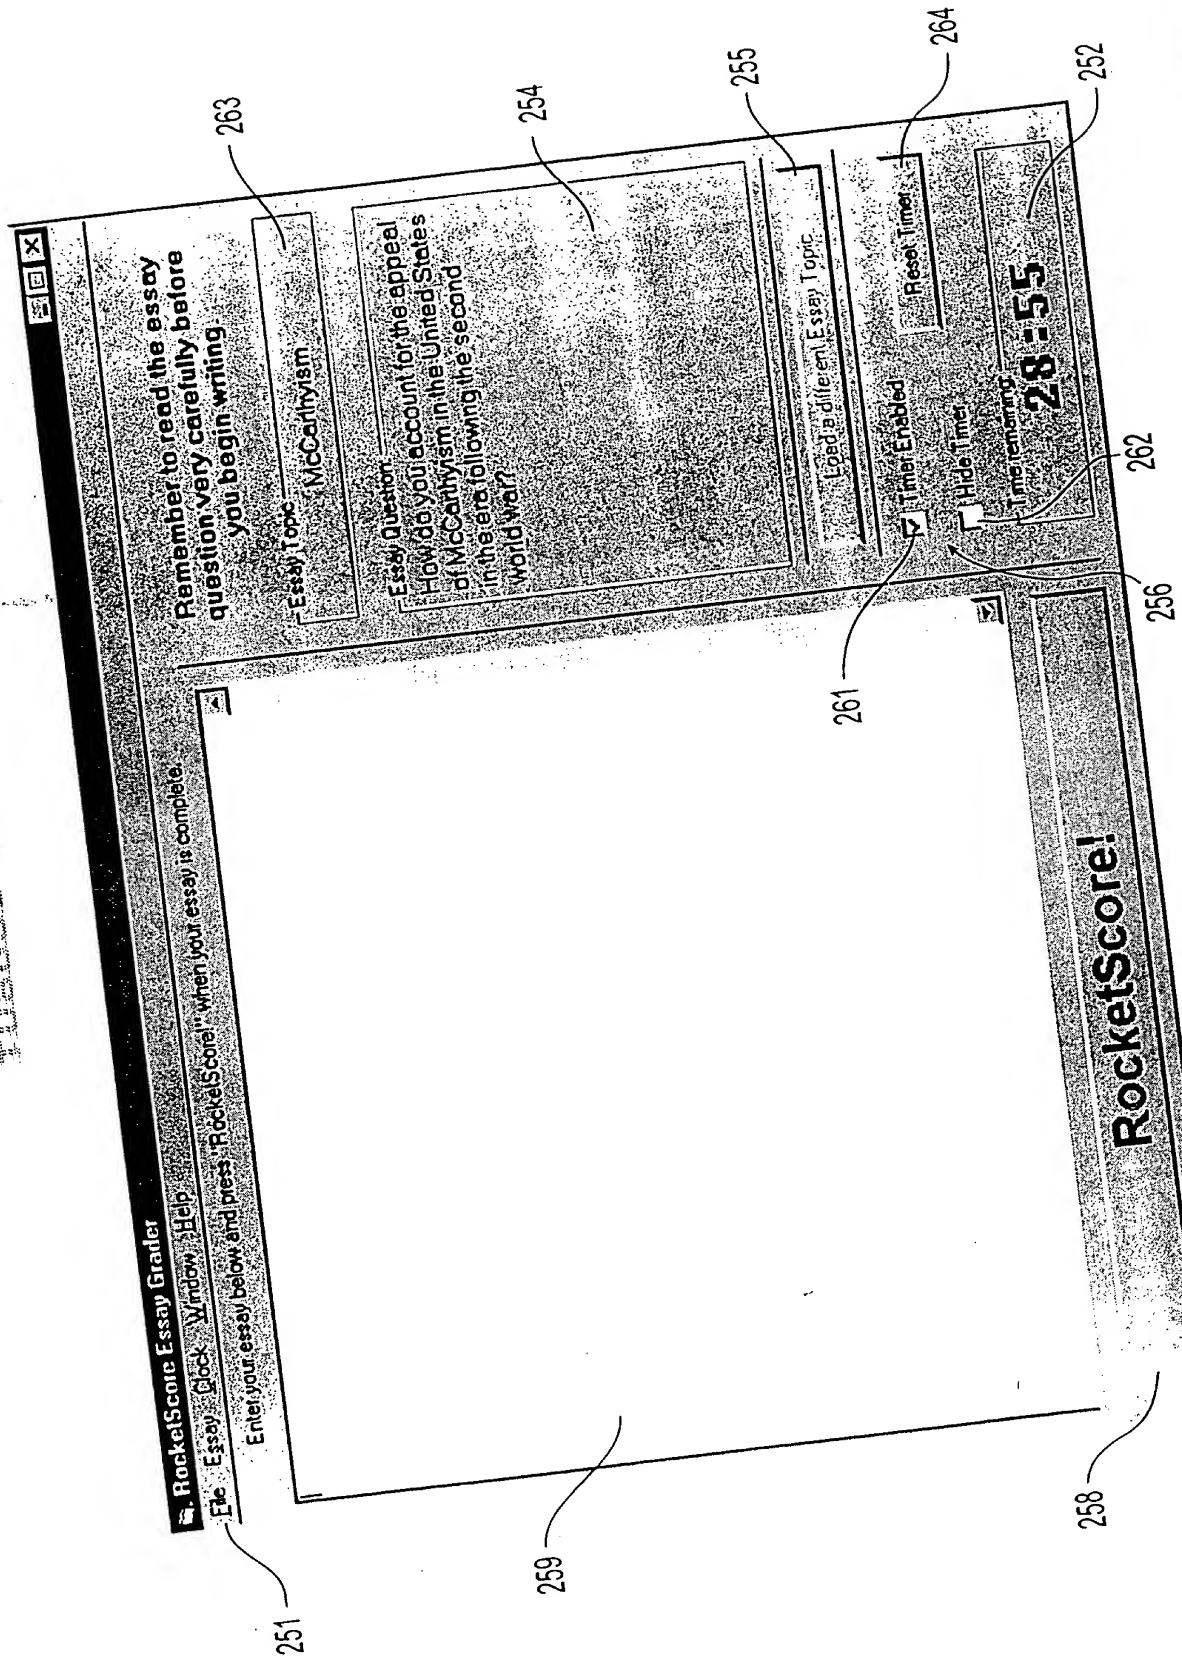 RocketScore Essay Grader
File Essay Clock Window Help
Enter your essay below and press "RocketScore!" when your essay is complete.
Remember to read the essay
question very carefully before
you begin writing.
Essay Topic:
McCarthyism
Essay Question:
How do you account for the appeal
of McCarthyism in the United States
in the era following the second
world war?
Load a different Essay Topic
Timer Enabled
Reset Timer
Hide Timer
Time remaining:
28:55
RocketScore!
251
259
258
263
254
255
264
252
261
262
256